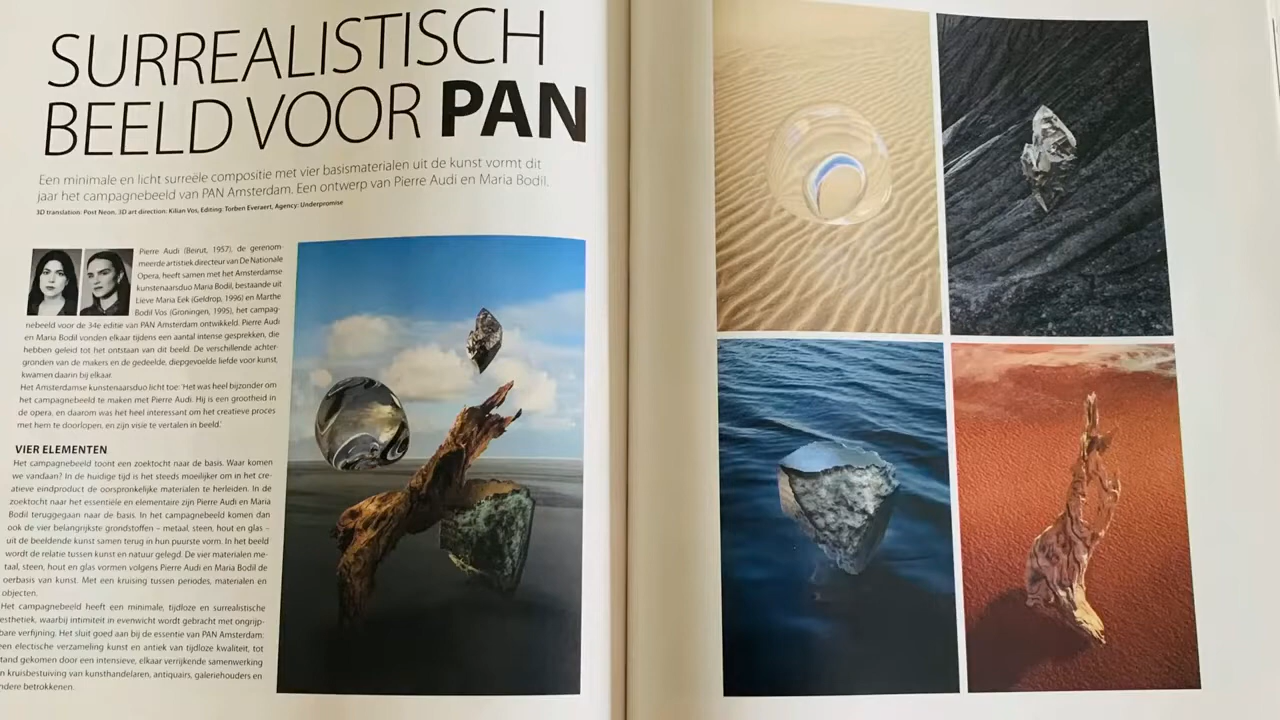 SURREALISTISCH
BEELD VOOR PAN
Een minimale en licht surreële compositie met vier basismaterialen uit de kunst vormt dit
jaar het campagnebeeld van PAN Amsterdam. Een ontwerp van Pierre Audi en Maria Bodil.
3D translation: Post Neon, 3D art direction: Kilian Vos, Editing: Torben Everaert, Agency: Underpromise
Pierre Audi (Beirut, 1957), de gerenom-
meerde artistiek directeur van De Nationale
Opera, heeft samen met het Amsterdamse
kunstenaarsduo Maria Bodil, bestaande uit
Lieve Maria Eek (Geldrop, 1996) en Marthe
Bodil Vos (Groningen, 1995), het campag-
nebeeld voor de 34e editie van PAN Amsterdam ontwikkeld. Pierre Audi
en Maria Bodil vonden elkaar tijdens een aantal intense gesprekken, die
hebben geleid tot het ontstaan van dit beeld. De verschillende achter-
gronden van de makers en de gedeelde, diepgevoelde liefde voor kunst,
kwamen daarin bij elkaar.
Het Amsterdamse kunstenaarsduo licht toe: 'Het was heel bijzonder om
het campagnebeeld te maken met Pierre Audi. Hij is een grootheid in
de opera, en daarom was het heel interessant om het creatieve proces
met hem te doorlopen, en zijn visie te vertalen in beeld.'
VIER ELEMENTEN
Het campagnebeeld toont een zoektocht naar de basis. Waar komen
we vandaan? In de huidige tijd is het steeds moeilijker om in het cre-
atieve eindproduct de oorspronkelijke materialen te herleiden. In de
zoektocht naar het essentiële en elementaire zijn Pierre Audi en Maria
Bodil teruggegaan naar de basis. In het campagnebeeld komen dan
ook de vier belangrijkste grondstoffen – metaal, steen, hout en glas –
uit de beeldende kunst samen terug in hun puurste vorm. In het beeld
wordt de relatie tussen kunst en natuur gelegd. De vier materialen me-
taal, steen, hout en glas vormen volgens Pierre Audi en Maria Bodil de
oerbasis van kunst. Met een kruising tussen periodes, materialen en
objecten.
Het campagnebeeld heeft een minimale, tijdloze en surrealistische
esthetiek, waarbij intimiteit in evenwicht wordt gebracht met ongrijp-
bare verfijning. Het sluit goed aan bij de essentie van PAN Amsterdam:
een electische verzameling kunst en antiek van tijdloze kwaliteit, tot
tand gekomen door een intensieve, elkaar verrijkende samenwerking
n kruisbestuiving van kunsthandelaren, antiquairs, galeriehouders en
ndere betrokkenen.